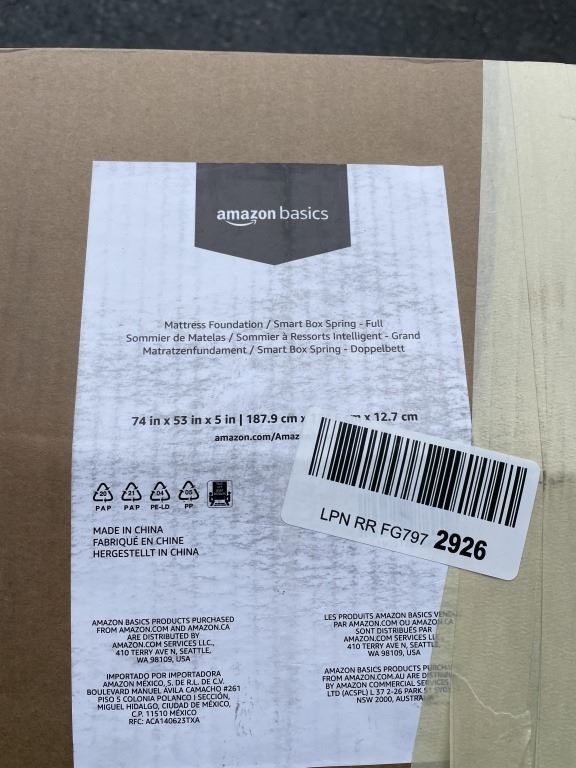 amazon basics
Mattress Foundation / Smart Box Spring - Full
Sommier de Matelas / Sommier à Ressorts Intelligent - Grand
Matratzenfundament / Smart Box Spring - Doppelbett
74 in x 53 in x 5 in | 187.9 cm x m x 12.7 cm
amazon.com/Amaz
LPN RR FG797 2926
20 21 04 05
PAP PAP PE-LD PP
MADE IN CHINA
FABRIQUÉ EN CHINE
HERGESTELLT IN CHINA
AMAZON BASICS PRODUCTS PURCHASED
FROM AMAZON.COM AND AMAZON.CA
ARE DISTRIBUTED BY
AMAZON.COM SERVICES LLC.,
410 TERRY AVE N, SEATTLE,
WA 98109, USA
IMPORTADO POR IMPORTADORA
AMAZON MÉXICO, S. DE R.L. DE C.V.
BOULEVARD MANUEL ÁVILA CAMACHO #261
PISO 5 COLONIA POLANCO I SECCIÓN,
MIGUEL HIDALGO, CIUDAD DE MÉXICO,
C.P. 11510 MÉXICO
RFC: ACA140623TXA
LES PRODUITS AMAZON BASICS VEND
PAR AMAZON.COM OU AMAZON.CA
SONT DISTRIBUÉS PAR
AMAZON.COM SERVICES LL
410 TERRY AVE N, SEATTLE,
WA 98109, USA
AMAZON BASICS PRODUCTS PURCHA
FROM AMAZON.COM.AU ARE DISTRIB
BY AMAZON COMMERCIAL SERVICES
LTD (ACSPL) L 37 2-26 PARK ST SYD
NSW 2000, AUSTRA